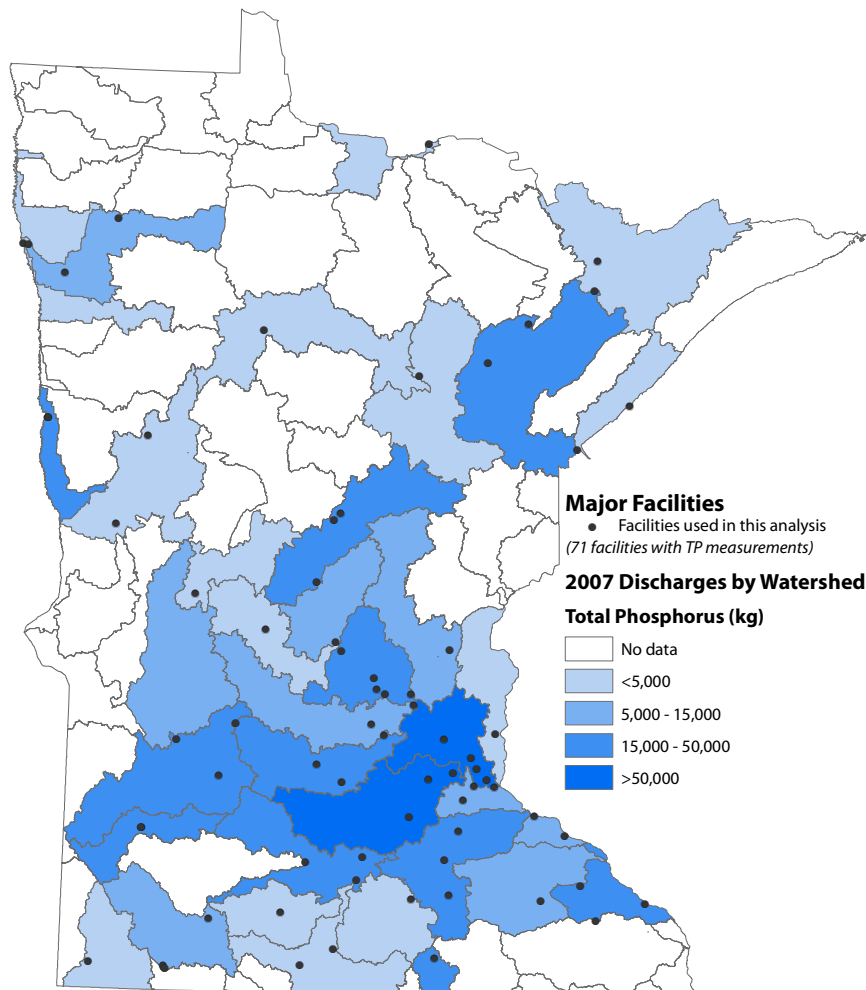 Major Facilities
Facilities used in this analysis
(71 facilities with TP measurements)
2007 Discharges by Watershed
Total Phosphorus (kg)
No data
<5,000
5,000 - 15,000
15,000 - 50,000
>50,000